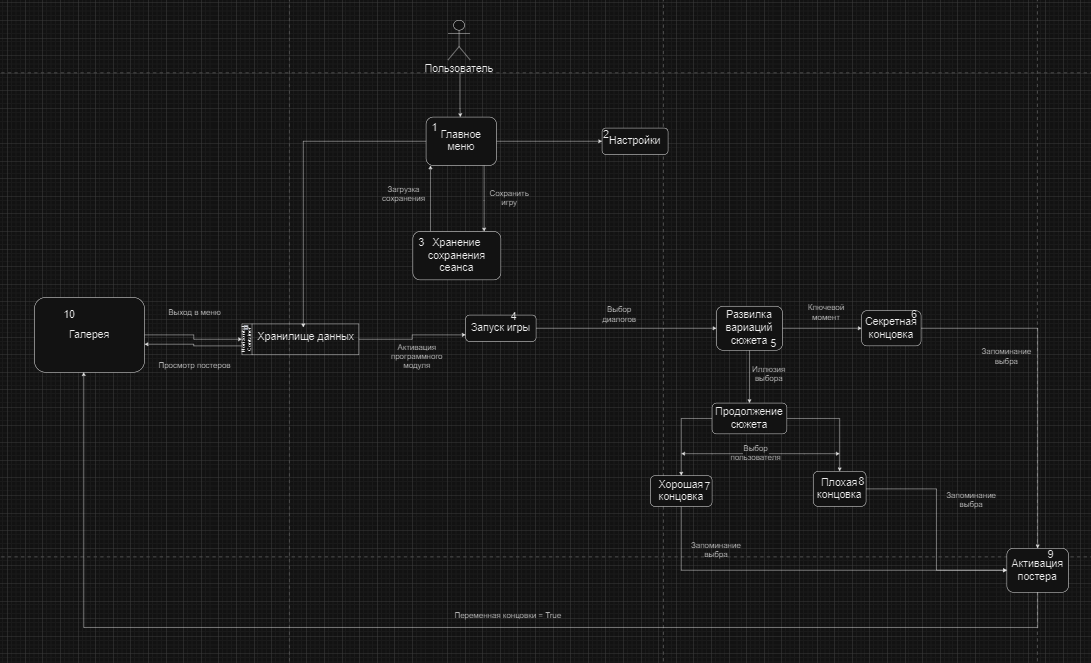 Пользователь
1
Главное
меню
2
Настройки
Загрузка
сохранения
Сохранить
игру
3 Хранение
сохранения
сеанса
10
Галерея
Выход в меню
Просмотр постеров
Хранилище данных
Активация
программного
модуля
4
Запуск игры
Выбор
диалогов
Развилка
вариаций
сюжета 5
Ключевой
момент
6
Секретная
концовка
Запоминание
выбра
Иллюзия
выбора
Продолжение
сюжета
Выбор
пользователя
Хорошая 7
концовка
Плохая 8
концовка
Запоминание
выбра
Запоминание
выбра
9
Активация
постера
Переменная концовки = True